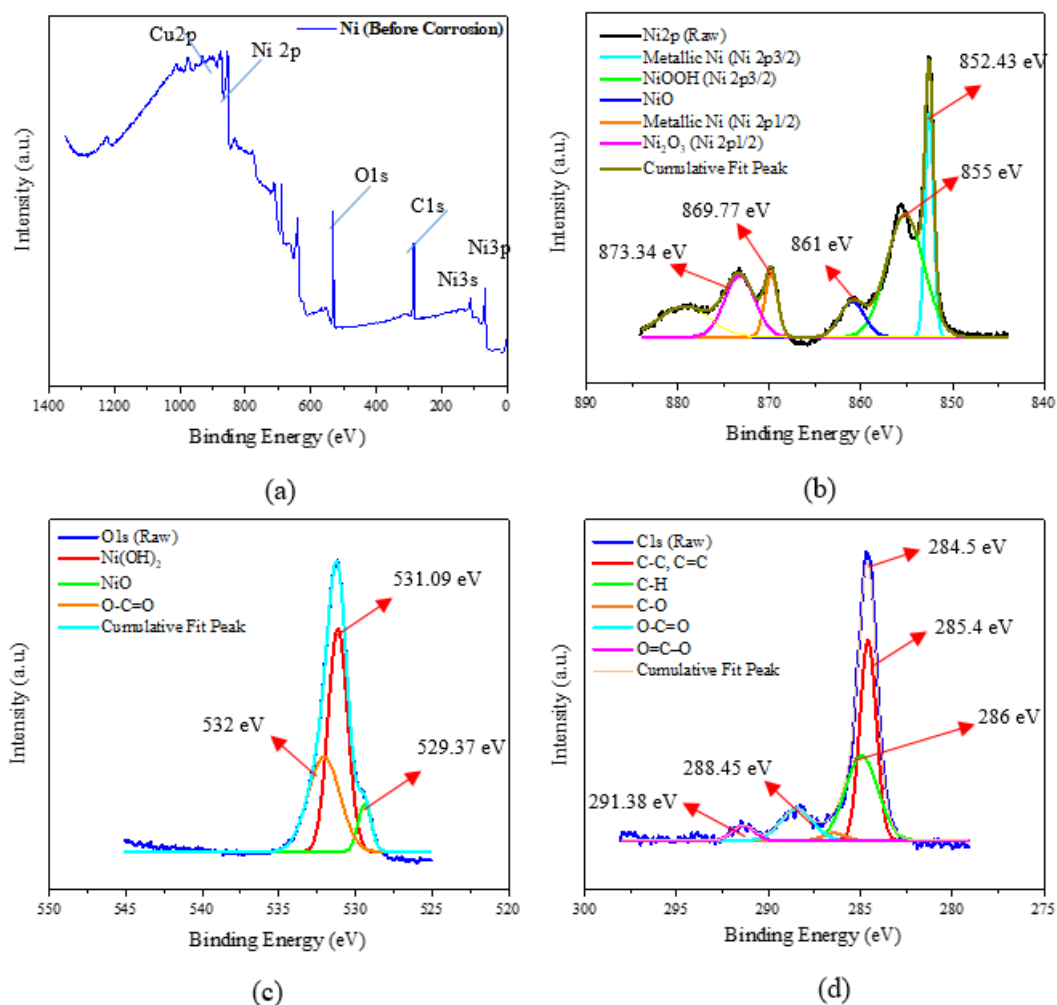 Ni (Before Corrosion)
Cu2p
Ni 2p
O1s
C1s
Ni3p
Ni3s
Intensity (a.u.)
1400 1200 1000 800 600 400 200 0
Binding Energy (eV)
(a)
Ni2p (Raw)
Metallic Ni (Ni 2p3/2)
NiOOH (Ni 2p3/2)
NiO
Metallic Ni (Ni 2p1/2)
Ni₂O₃ (Ni 2p1/2)
Cumulative Fit Peak
852.43 eV
855 eV
869.77 eV
861 eV
873.34 eV
Intensity (a.u.)
890 880 870 860 850 840
Binding Energy (eV)
(b)
O1s (Raw)
Ni(OH)₂
NiO
O-C=O
Cumulative Fit Peak
531.09 eV
532 eV
529.37 eV
Intensity (a.u.)
550 545 540 535 530 525 520
Binding Energy (eV)
(c)
C1s (Raw)
C-C, C=C
C-H
C-O
O-C=O
O=C–O
Cumulative Fit Peak
284.5 eV
285.4 eV
286 eV
288.45 eV
291.38 eV
Intensity (a.u.)
300 295 290 285 280 275
Binding Energy (eV)
(d)